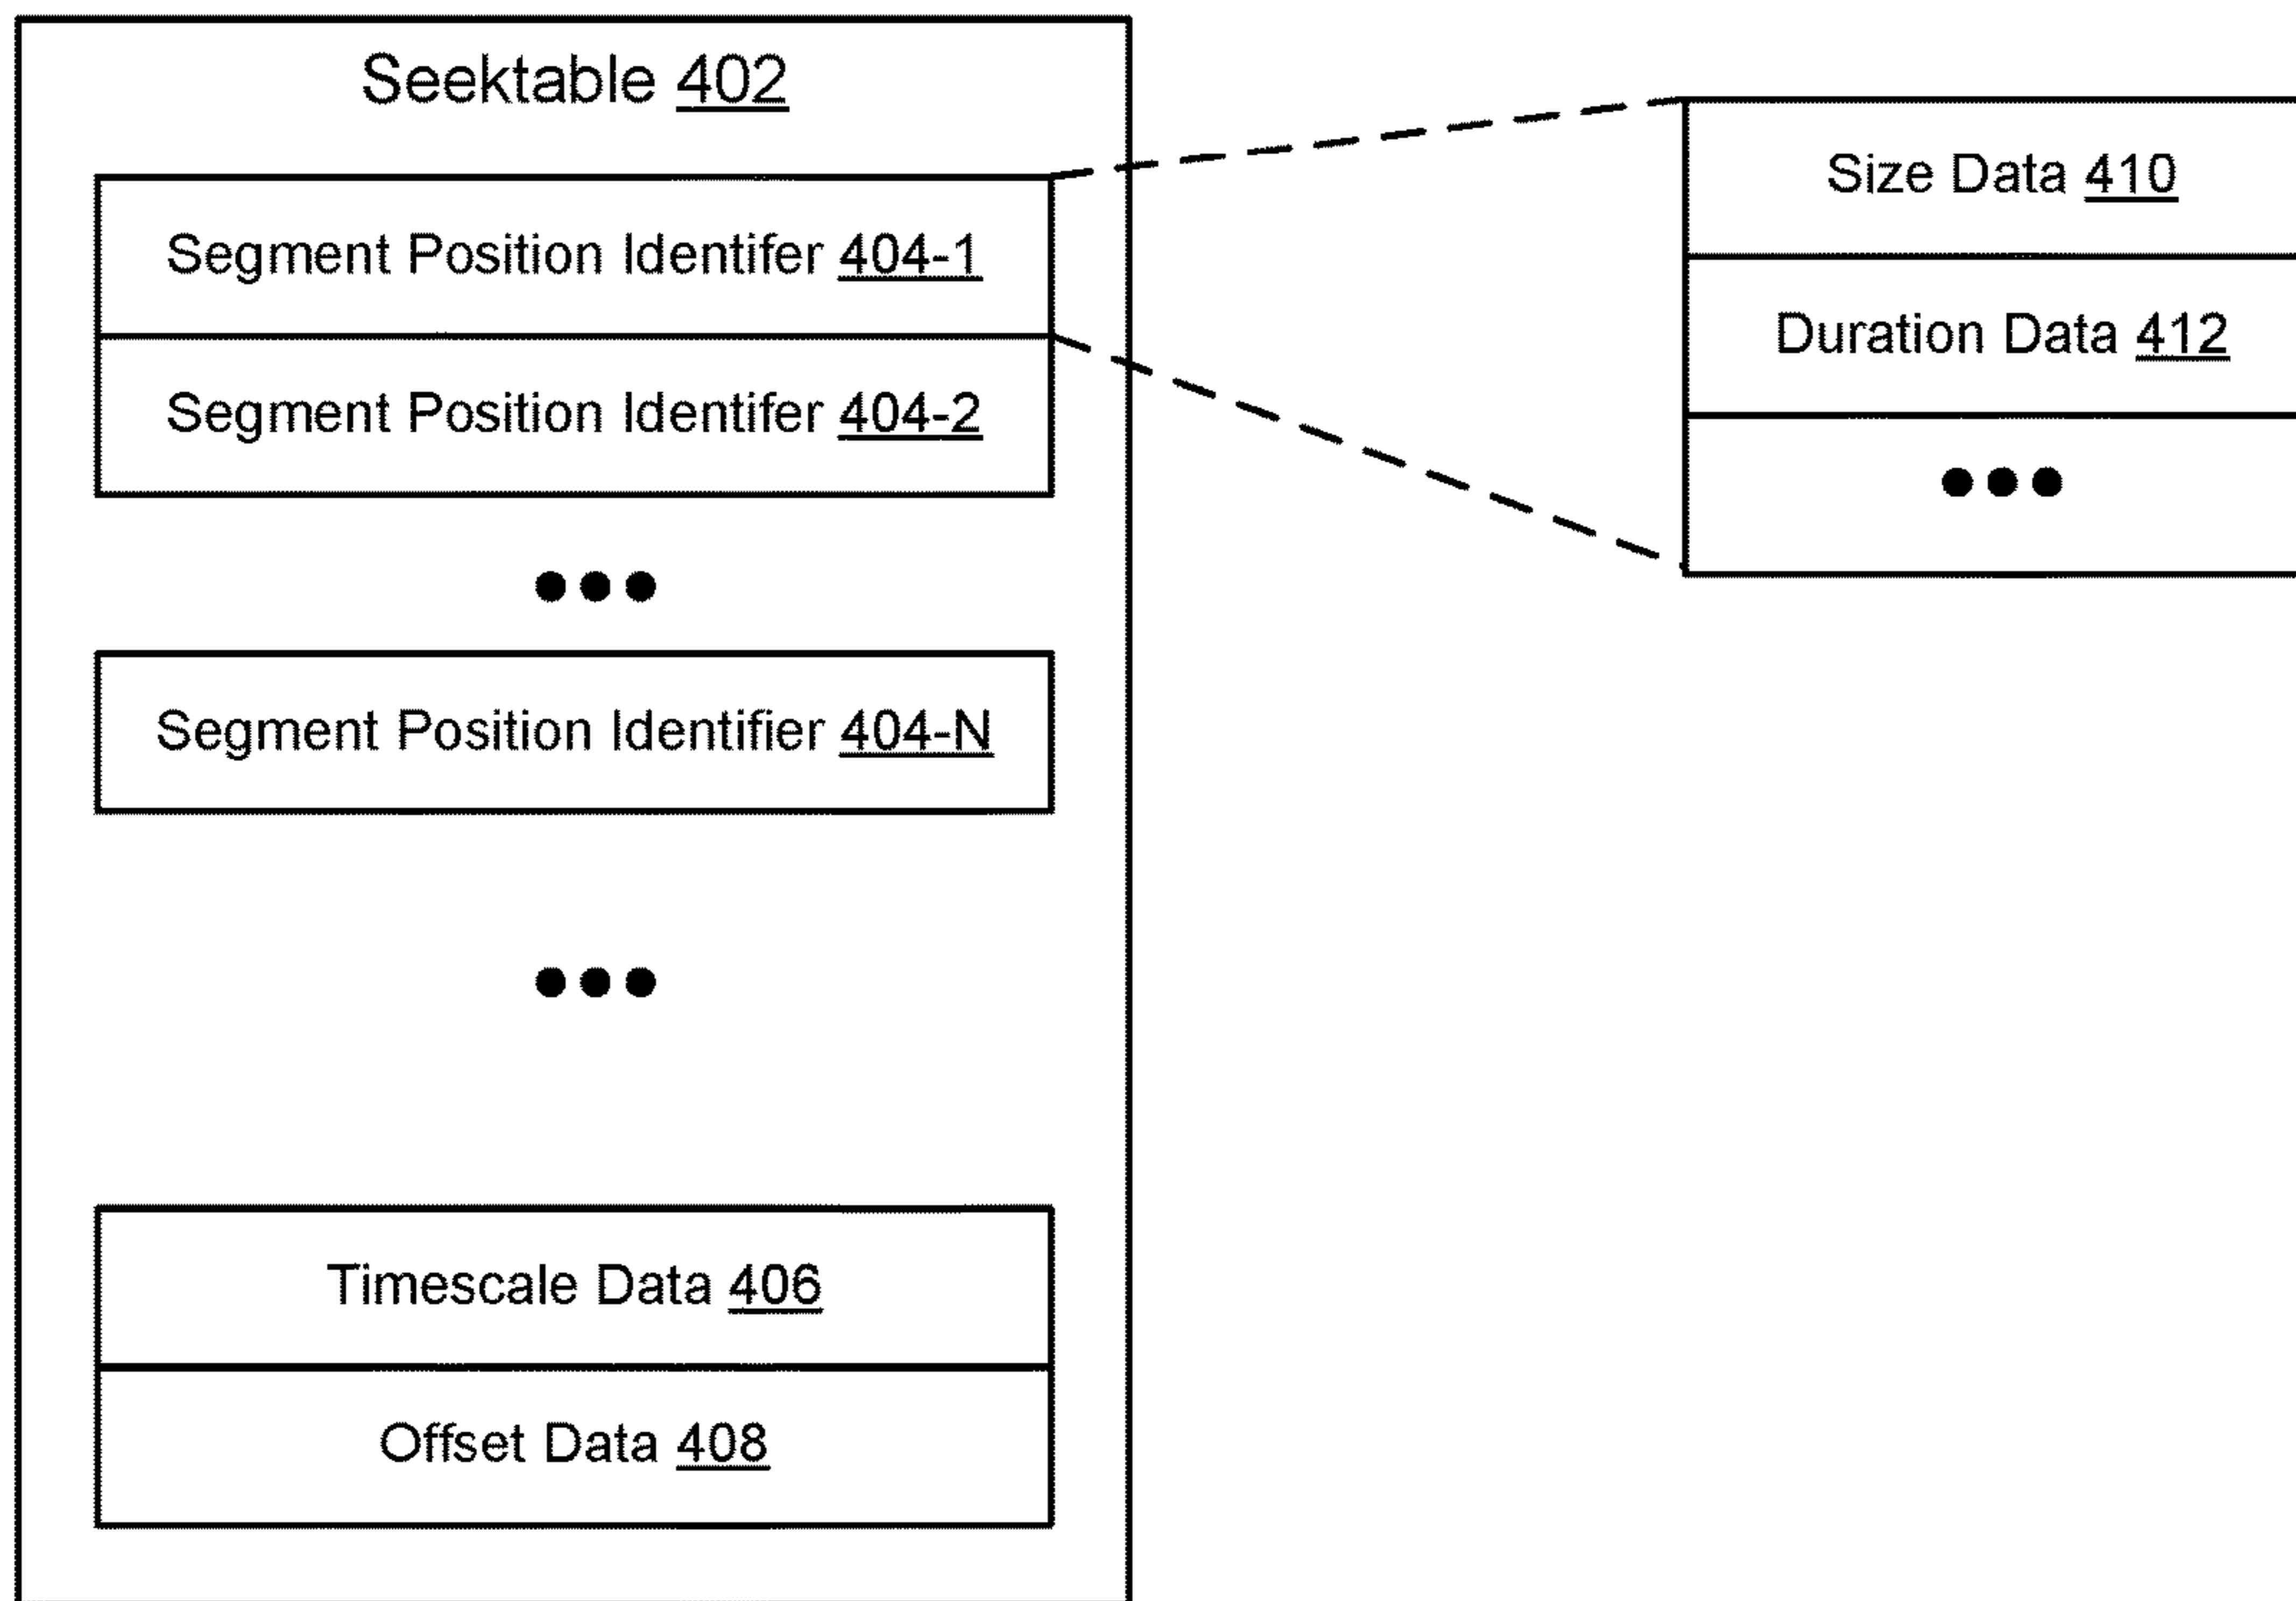 Seektable 402
Segment Position Identifer 404-1
Segment Position Identifer 404-2
Segment Position Identifier 404-N
Timescale Data 406
Offset Data 408
Size Data 410
Duration Data 412